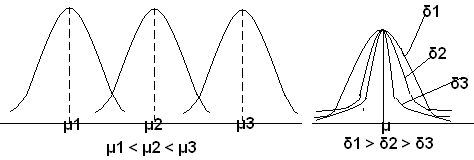 δ1
δ2
δ3
μ1 μ2 μ3 μ
μ1 < μ2 < μ3
δ1 > δ2 > δ3